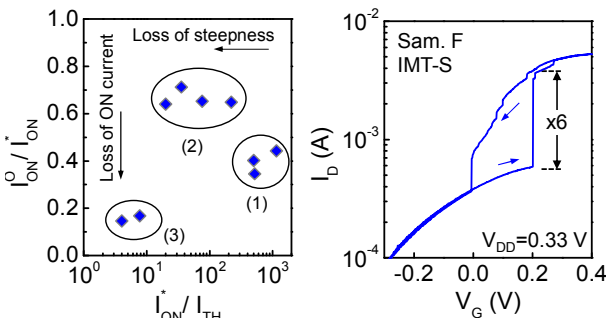 1.0
0.8
0.6
0.4
0.2
0.0
I^O_ON / I^*_ON
Loss of steepness
Loss of ON current
(2)
(1)
(3)
10^0 10^1 10^2 10^3
I^*_ON / I_TH
Sam. F
IMT-S
x6
V_DD=0.33 V
10^-2
10^-3
10^-4
I_D (A)
-0.2 0.0 0.2 0.4
V_G (V)